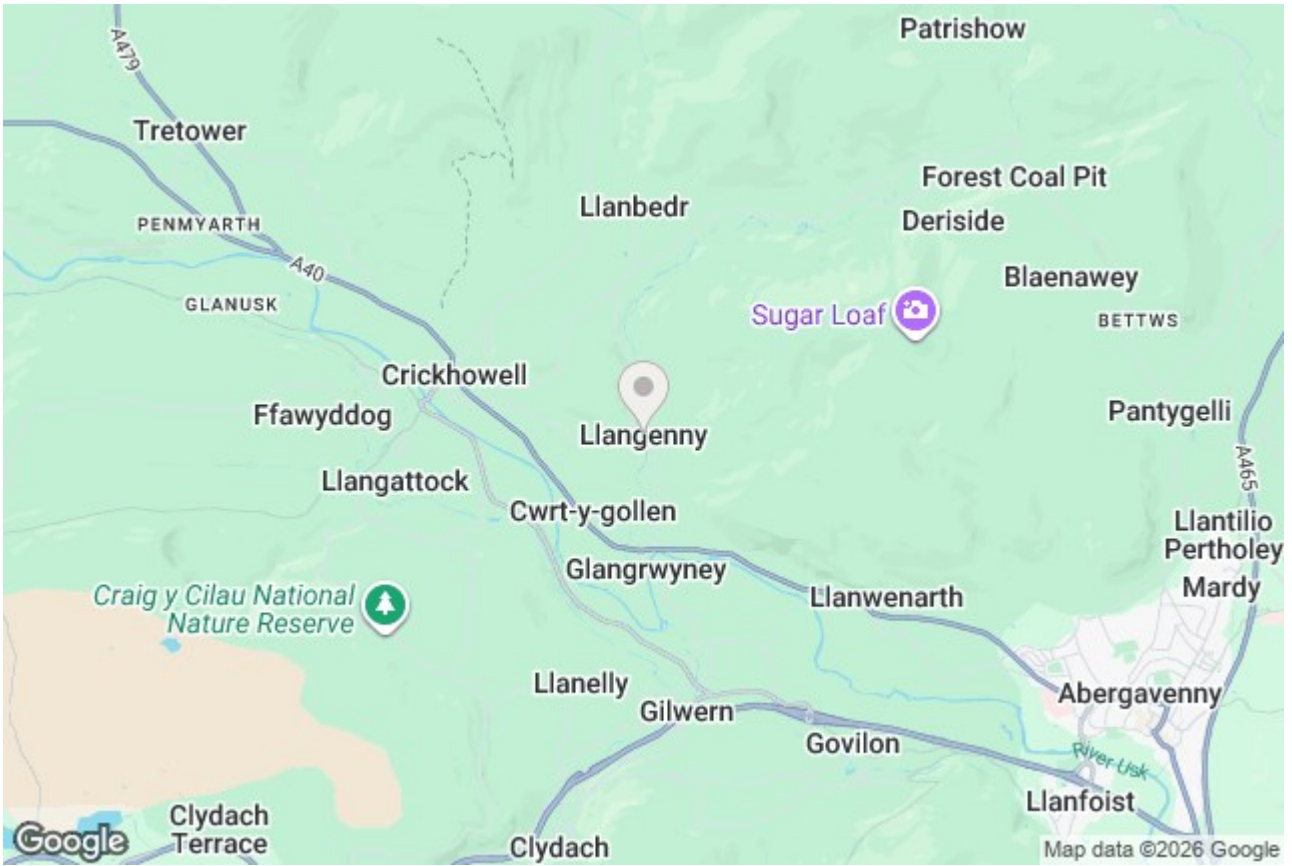 Patrishow
A479
Tretower
Forest Coal Pit
Llanbedr
Deriside
PENMYARTH
A40
Blaenawey
GLANUSK
Sugar Loaf
BETTWS
Crickhowell
Ffawyddog
Pantygelli
Llangenny
A465
Llangattock
Cwrt-y-gollen
Llantilio
Pertholey
Glangrwyney
Mardy
Craig y Cilau National
Nature Reserve
Llanwenarth
Llanelly
Abergavenny
Gilwern
Govilon
River Usk
Llanfoist
Clydach
Terrace
Clydach
Google
Map data ©2026 Google